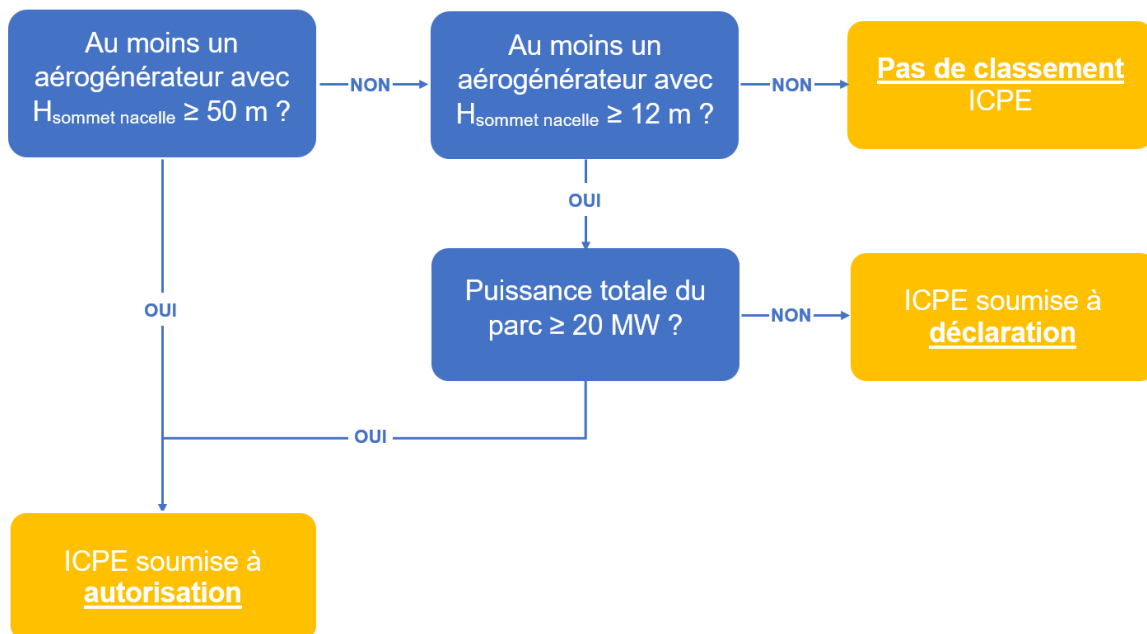 Au moins un
aérogénérateur avec
Hsommet nacelle ≥ 50 m ?
NON
Au moins un
aérogénérateur avec
Hsommet nacelle ≥ 12 m ?
NON
Pas de classement
ICPE
OUI
OUI
Puissance totale du
parc ≥ 20 MW ?
NON
ICPE soumise à
déclaration
OUI
ICPE soumise à
autorisation